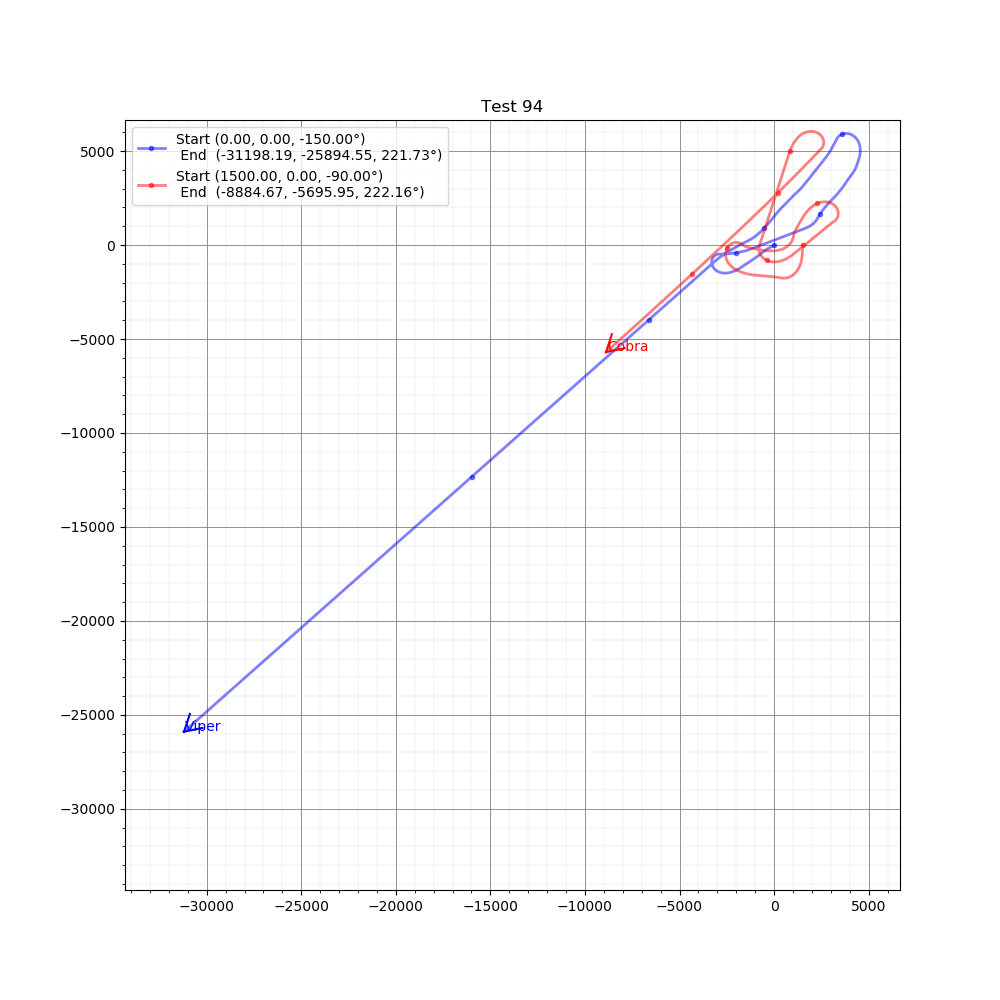 Test 94
Start (0.00, 0.00, -150.00°)
End (-31198.19, -25894.55, 221.73°)
Start (1500.00, 0.00, -90.00°)
End (-8884.67, -5695.95, 222.16°)
5000
0
−5000
−10000
−15000
−20000
−25000
−30000
Cobra
Viper
−30000 −25000 −20000 −15000 −10000 −5000 0 5000